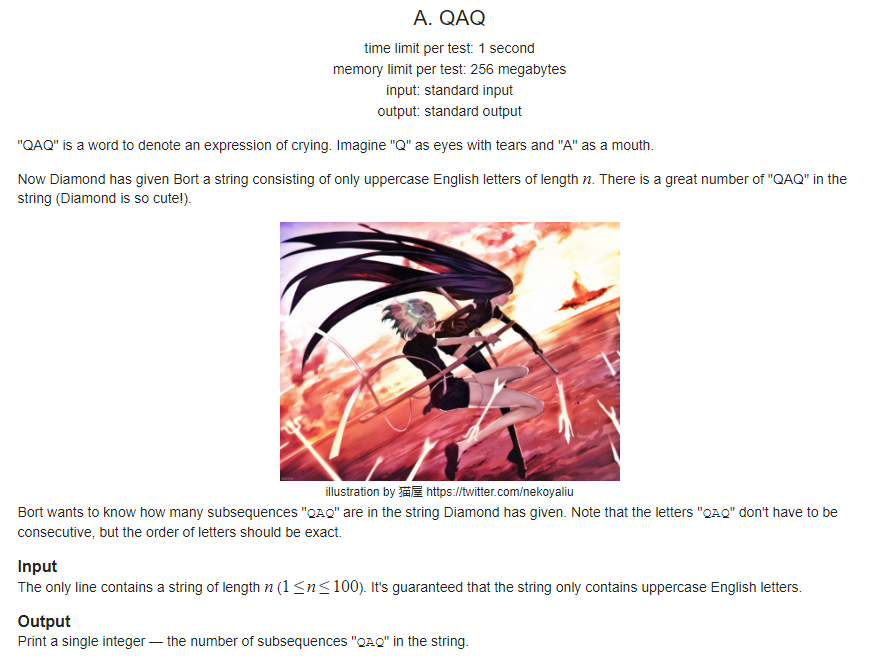 A. QAQ
time limit per test: 1 second
memory limit per test: 256 megabytes
input: standard input
output: standard output
"QAQ" is a word to denote an expression of crying. Imagine "Q" as eyes with tears and "A" as a mouth.
Now Diamond has given Bort a string consisting of only uppercase English letters of length n. There is a great number of "QAQ" in the
string (Diamond is so cute!).
illustration by 猫屋 https://twitter.com/nekoyaliu
Bort wants to know how many subsequences "QAQ" are in the string Diamond has given. Note that the letters "QAQ" don't have to be
consecutive, but the order of letters should be exact.
Input
The only line contains a string of length n (1 ≤ n ≤ 100). It's guaranteed that the string only contains uppercase English letters.
Output
Print a single integer — the number of subsequences "QAQ" in the string.